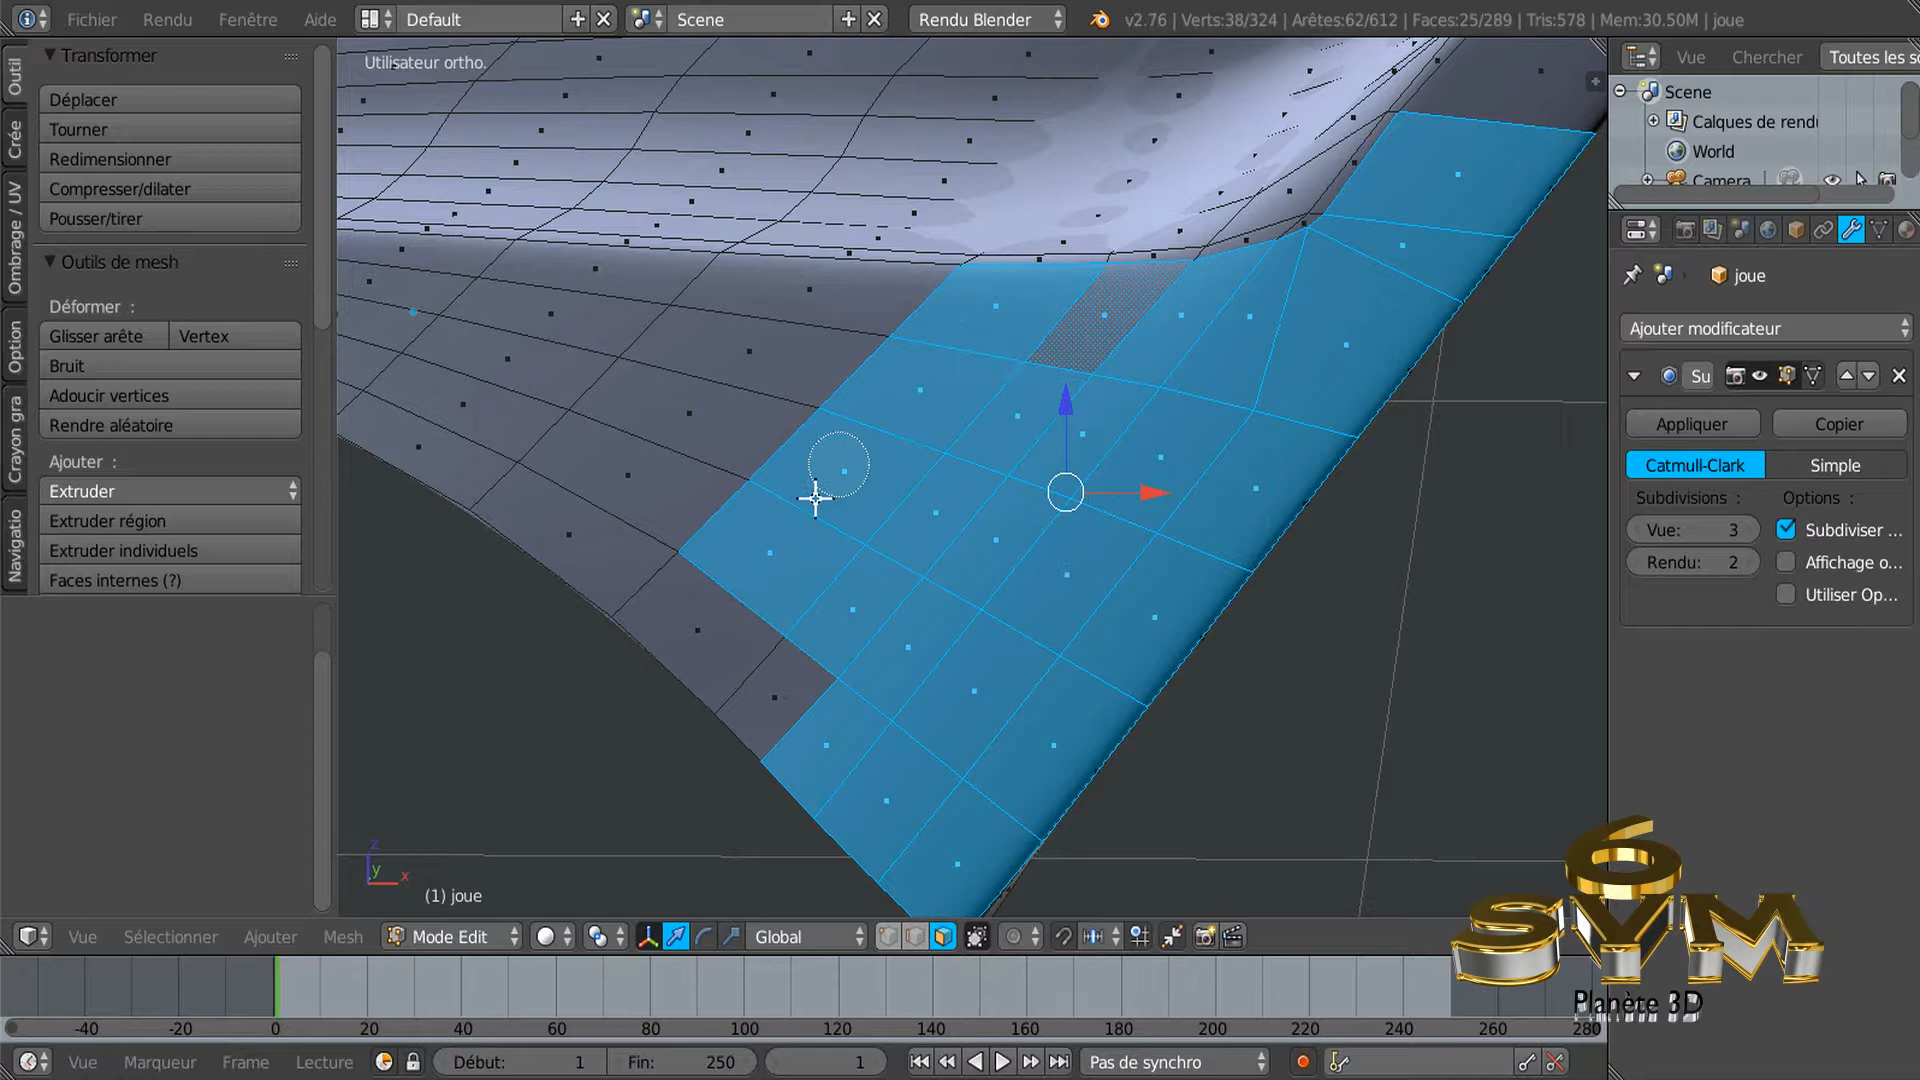 Fichier Rendu Fenêtre Aide Default Scene Rendu Blender v2.76 | Verts:38/324 | Arêtes:62/612 | Faces:25/289 | Tris:578 | Mem:30.50M | joue
Outil
Crée
Ombrage / UV
Option
Crayon gra
Navigatio
Transformer
Déplacer
Tourner
Redimensionner
Compresser/dilater
Pousser/tirer
Outils de mesh
Déformer :
Glisser arête Vertex
Bruit
Adoucir vertices
Rendre aléatoire
Ajouter :
Extruder
Extruder région
Extruder individuels
Faces internes (?)
Utilisateur ortho.
z
y
x
(1) joue
Vue Chercher Toutes les s
Scene
Calques de rendu
World
Camera
joue
Ajouter modificateur
Su
Appliquer Copier
Catmull-Clark Simple
Subdivisions : Options :
Vue: 3 Subdiviser ...
Rendu: 2 Affichage o...
Utiliser Op...
Vue Sélectionner Ajouter Mesh Mode Edit Global
6
SYM
Planète 3D
-40 -20 0 20 40 60 80 100 120 140 160 180 200 220 240 260 280
Vue Marqueur Frame Lecture Début: 1 Fin: 250 1 Pas de synchro